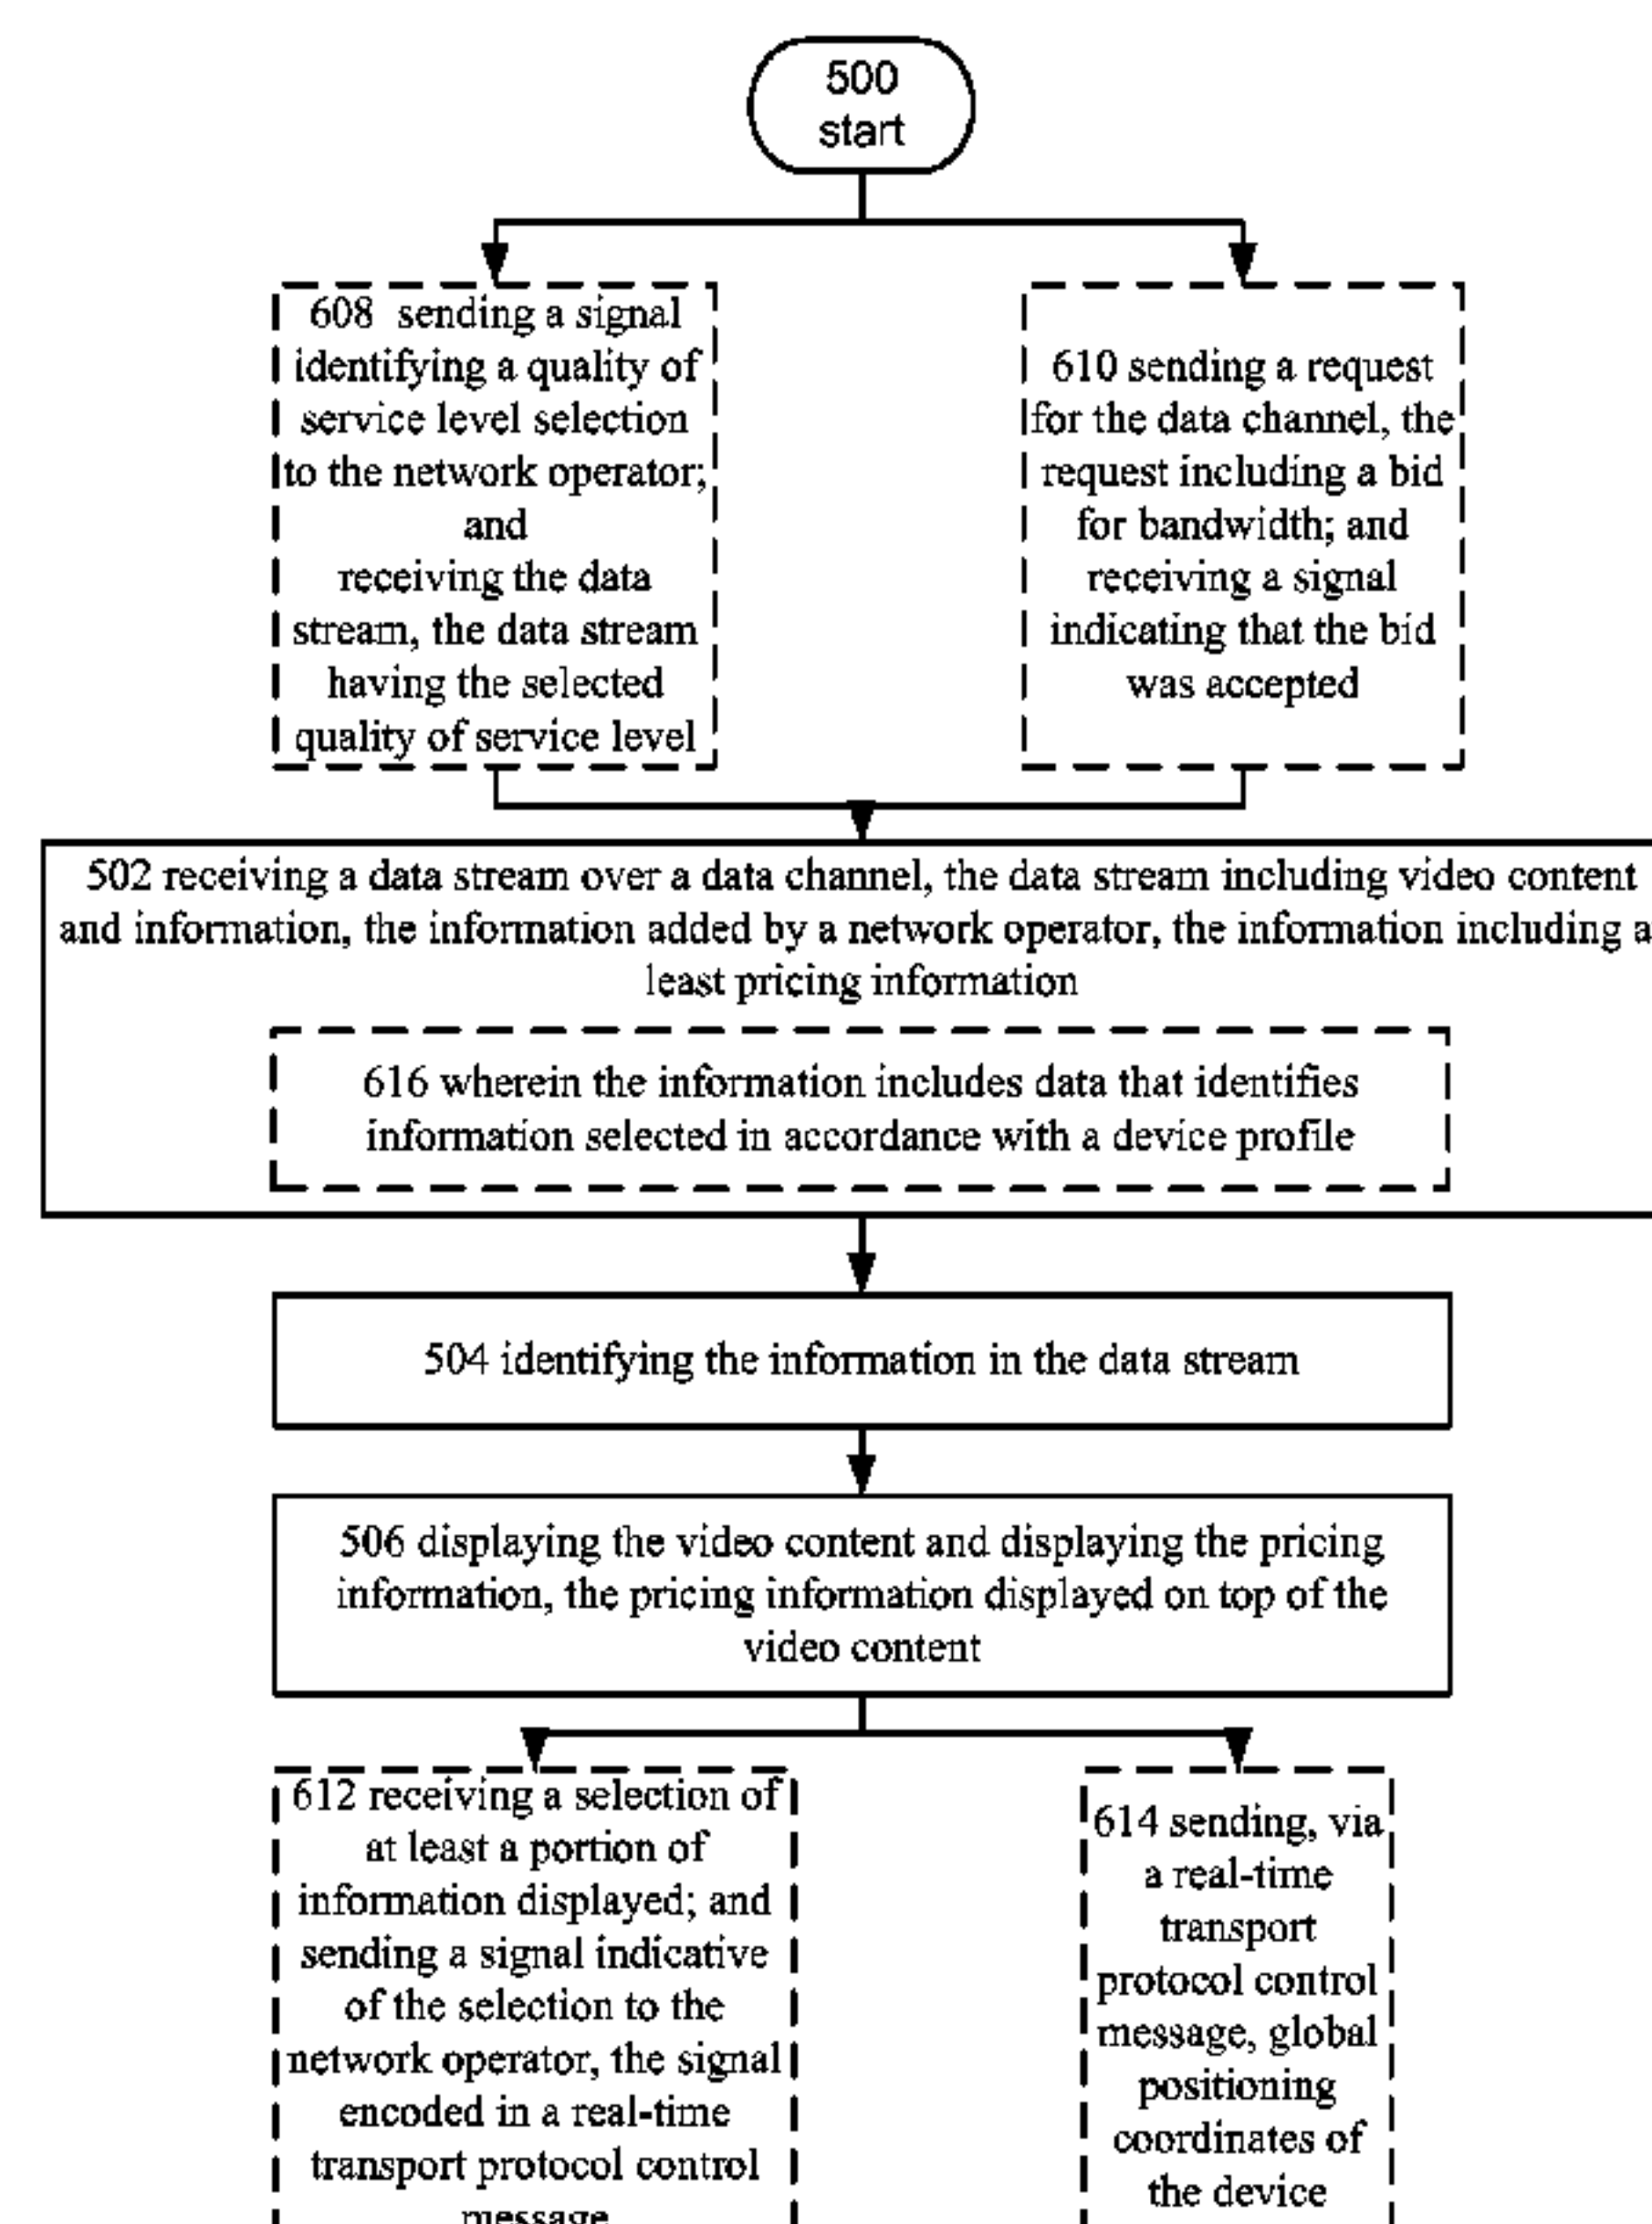 500
start
608 sending a signal
identifying a quality of
service level selection
to the network operator;
and
receiving the data
stream, the data stream
having the selected
quality of service level
610 sending a request
for the data channel, the
request including a bid
for bandwidth; and
receiving a signal
indicating that the bid
was accepted
502 receiving a data stream over a data channel, the data stream including video content
and information, the information added by a network operator, the information including a
least pricing information
616 wherein the information includes data that identifies
information selected in accordance with a device profile
504 identifying the information in the data stream
506 displaying the video content and displaying the pricing
information, the pricing information displayed on top of the
video content
612 receiving a selection of
at least a portion of
information displayed; and
sending a signal indicative
of the selection to the
network operator, the signal
encoded in a real-time
transport protocol control
message
614 sending, via
a real-time
transport
protocol control
message, global
positioning
coordinates of
the device